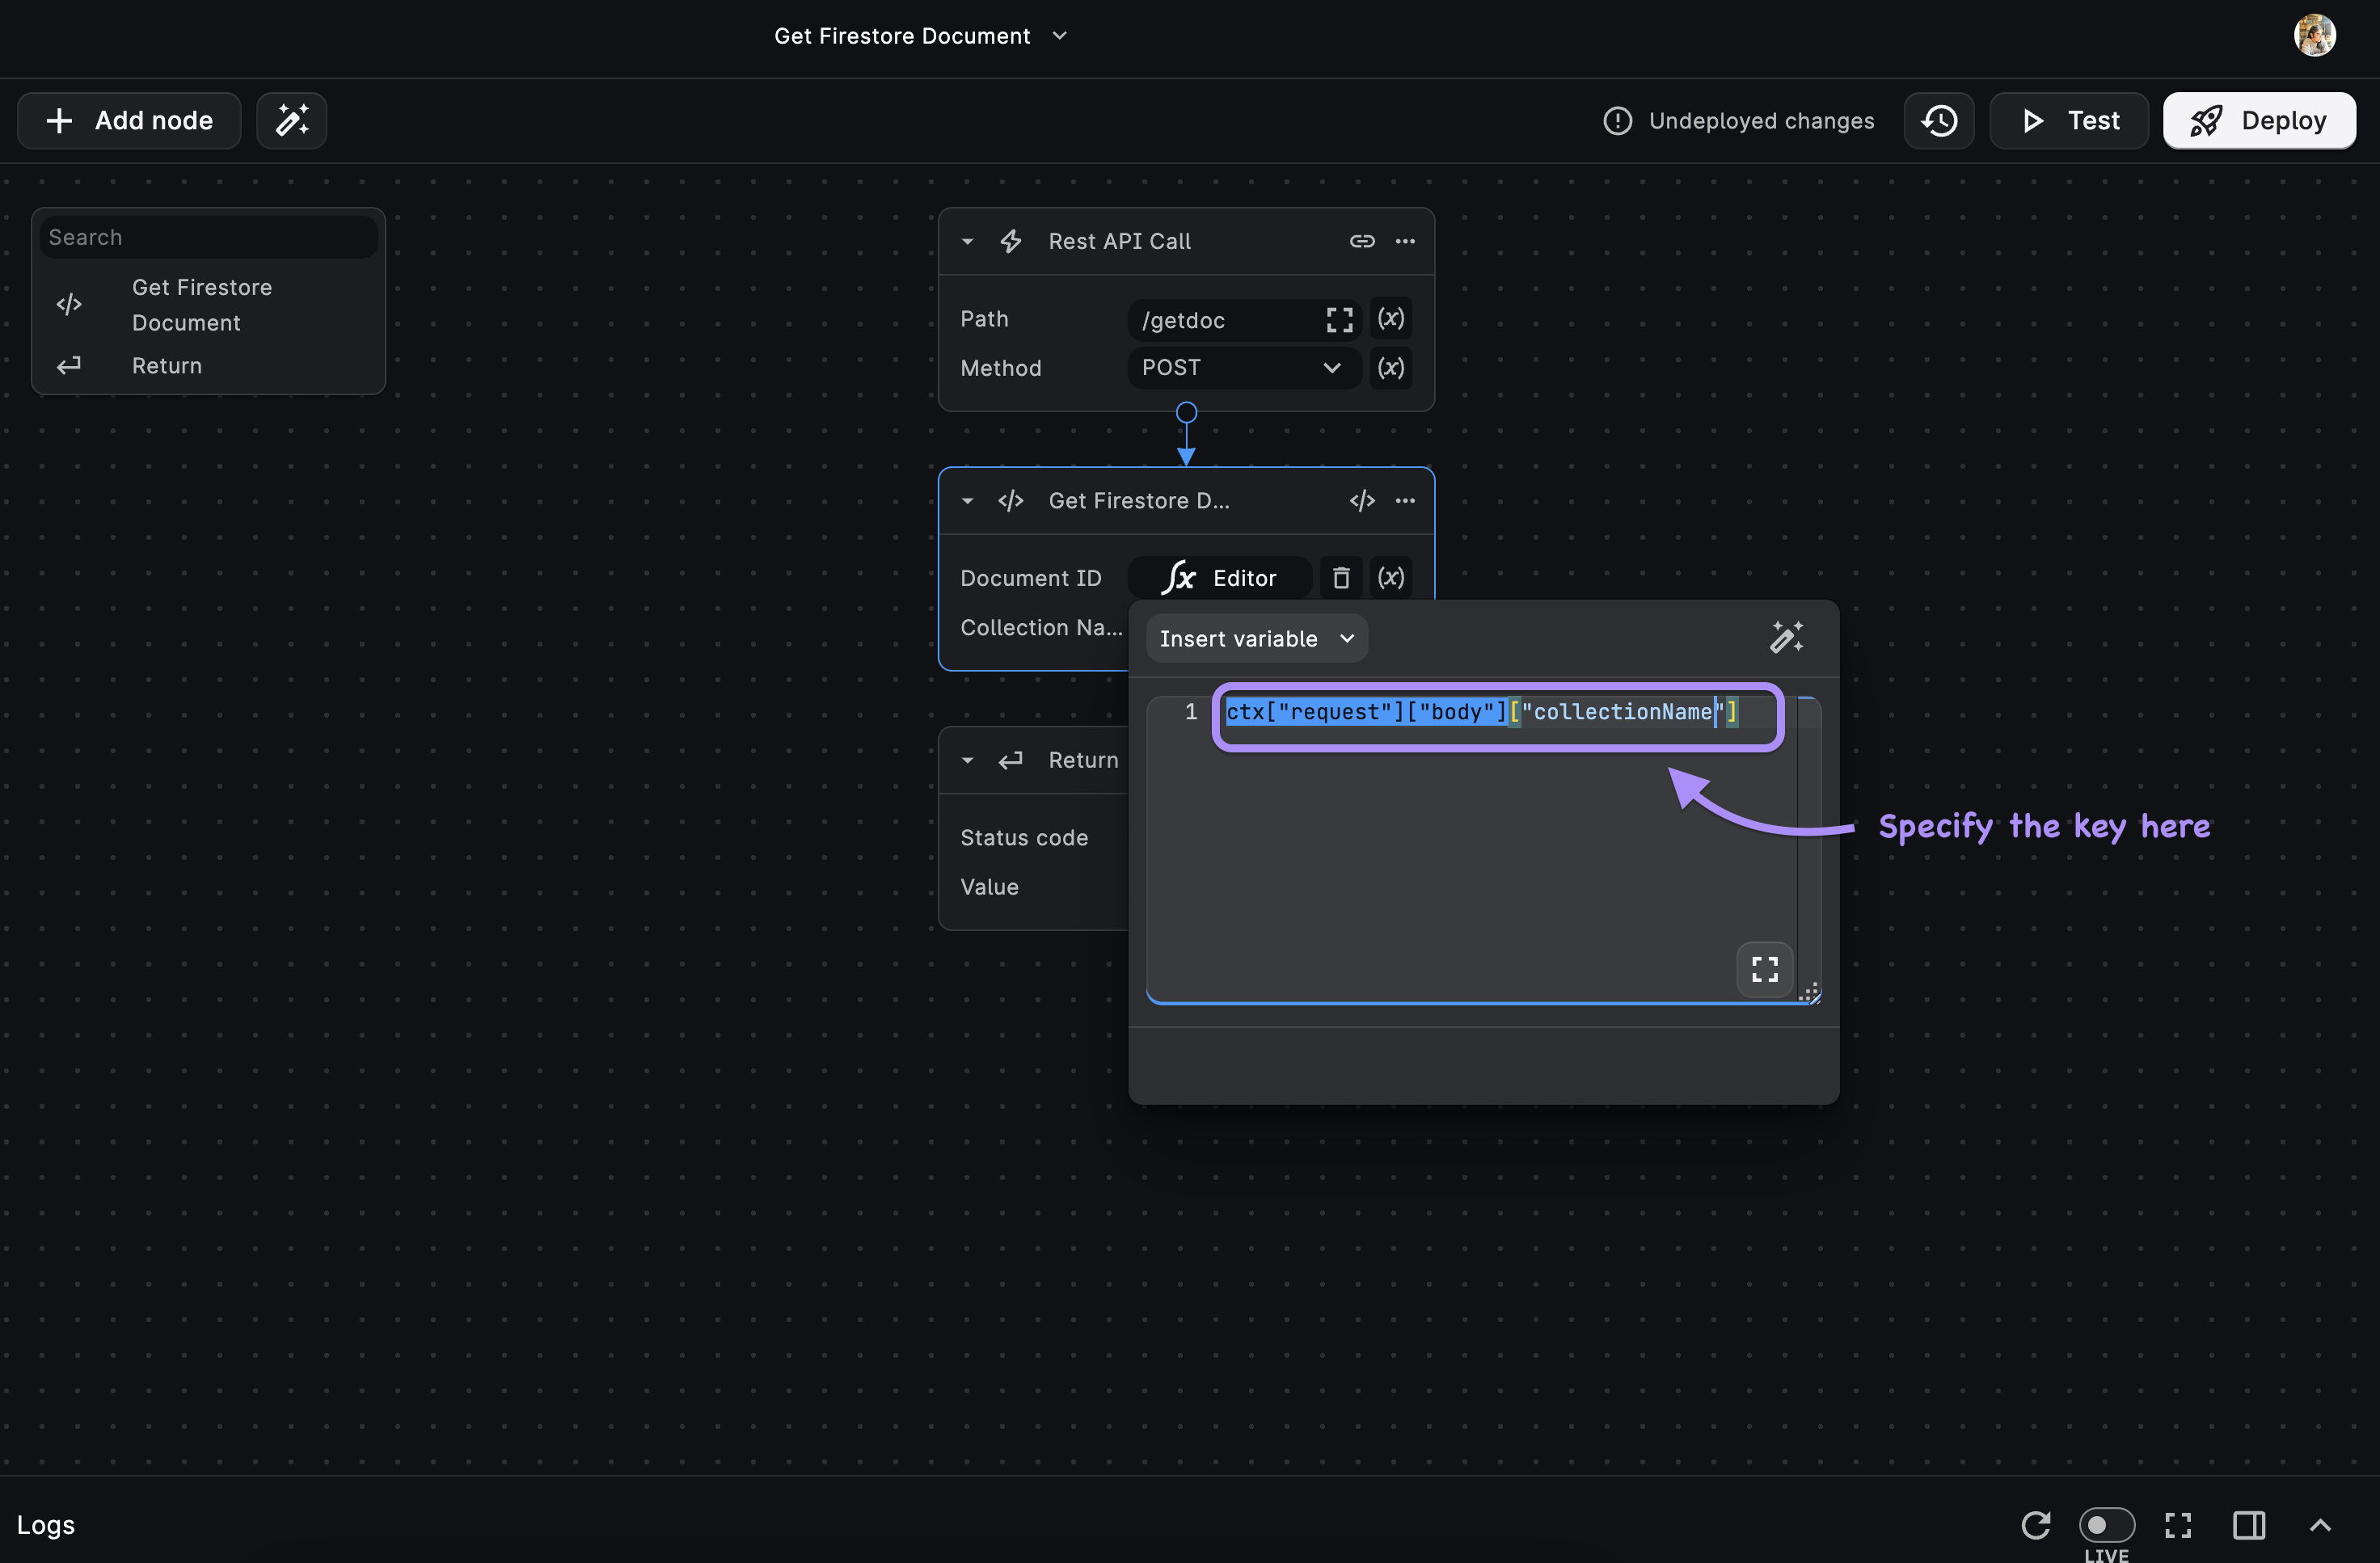 Get Firestore Document
Add node
Undeployed changes
Test
Deploy
Search
Get Firestore
Document
Return
Rest API Call
Path
/getdoc
(x)
Method
POST
(x)
Get Firestore D...
Document ID
fx
Editor
(x)
Collection Na...
Insert variable
1
ctx["request"]["body"]["collectionName"]
Return
Specify the key here
Status code
Value
Logs
LIVE